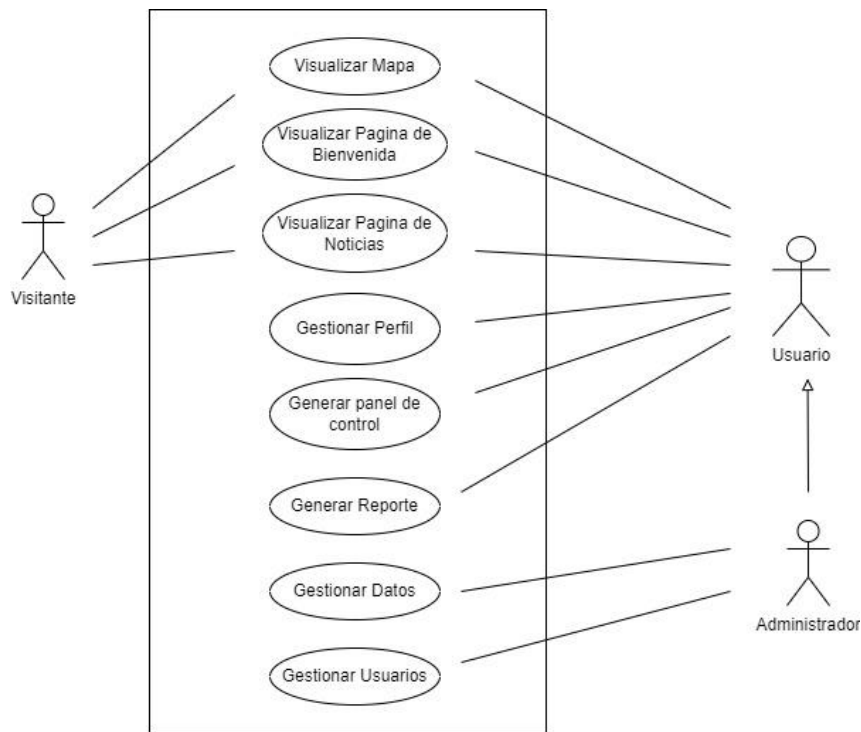 Visualizar Mapa
Visualizar Pagina de
Bienvenida
Visualizar Pagina de
Noticias
Visitante
Gestionar Perfil
Usuario
Generar panel de
control
Generar Reporte
Gestionar Datos
Administrador
Gestionar Usuarios